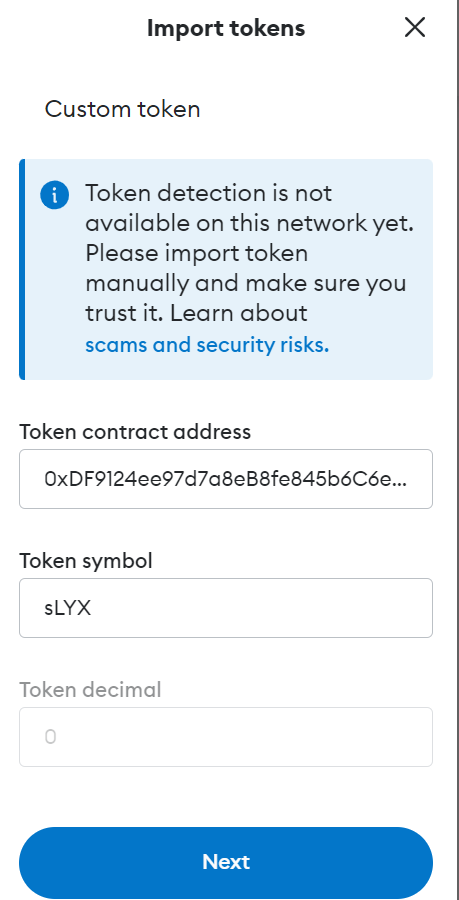 Import tokens
Custom token
Token detection is not
available on this network yet.
Please import token
manually and make sure you
trust it. Learn about
scams and security risks.
Token contract address
0xDF9124ee97d7a8eB8fe845b6C6e...
Token symbol
sLYX
Token decimal
0
Next